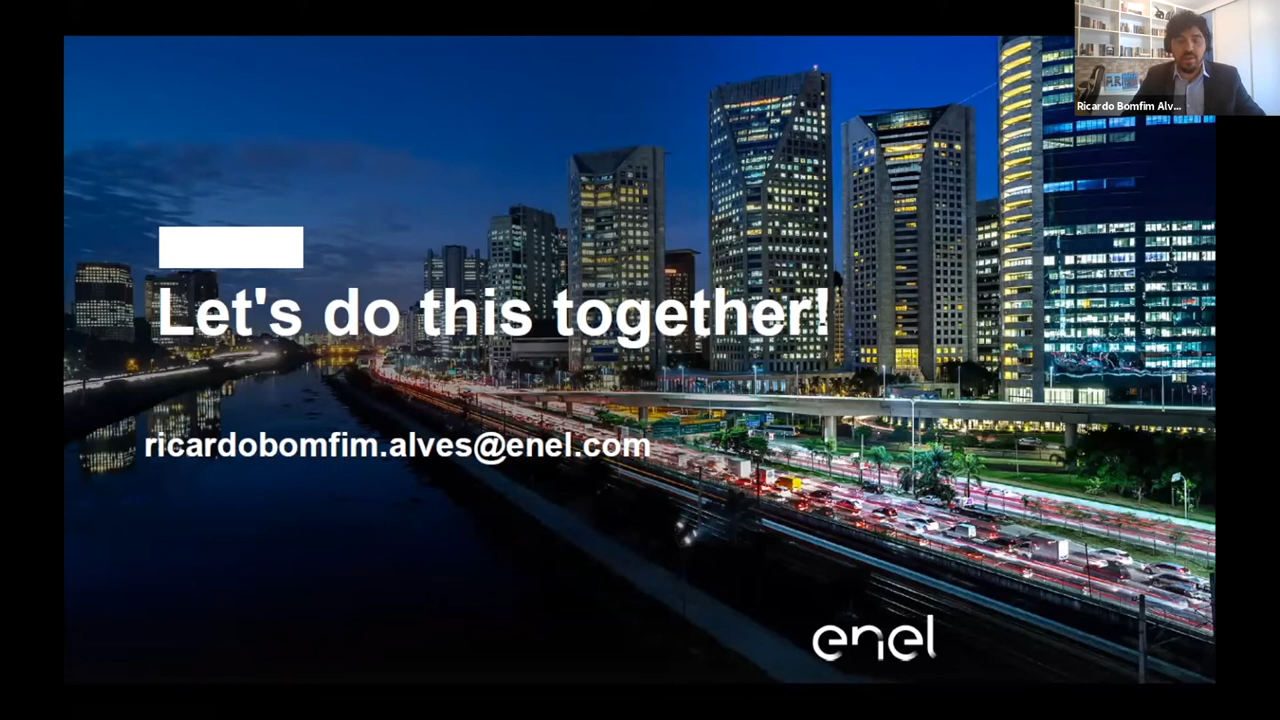 Ricardo Bomfim Alv...
Let's do this together!
ricardobomfim.alves@enel.com
enel